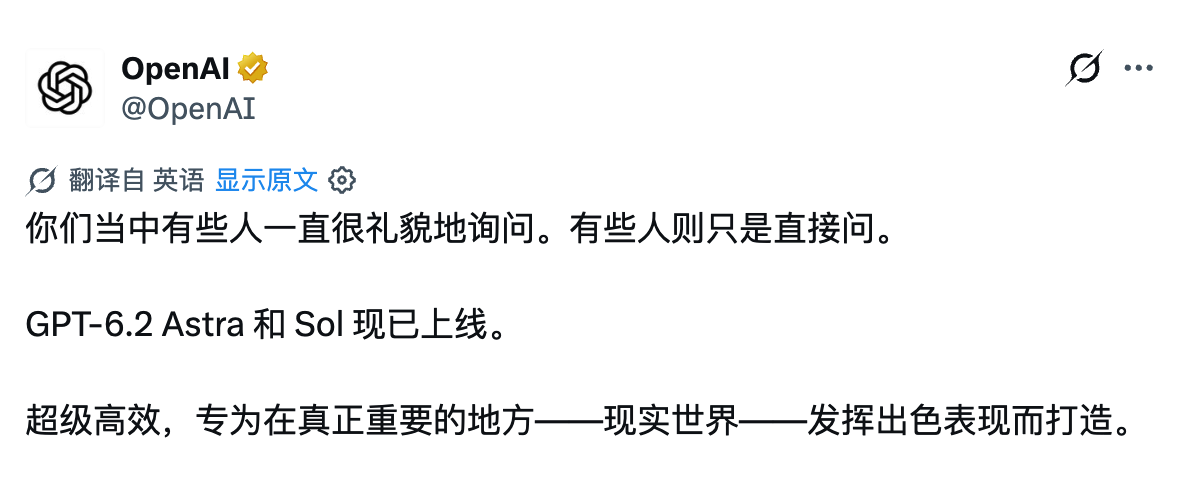 OpenAI
@OpenAI
翻译自 英语 显示原文
你们当中有些人一直很礼貌地询问。有些人则只是直接问。
GPT-6.2 Astra 和 Sol 现已上线。
超级高效，专为在真正重要的地方——现实世界——发挥出色表现而打造。